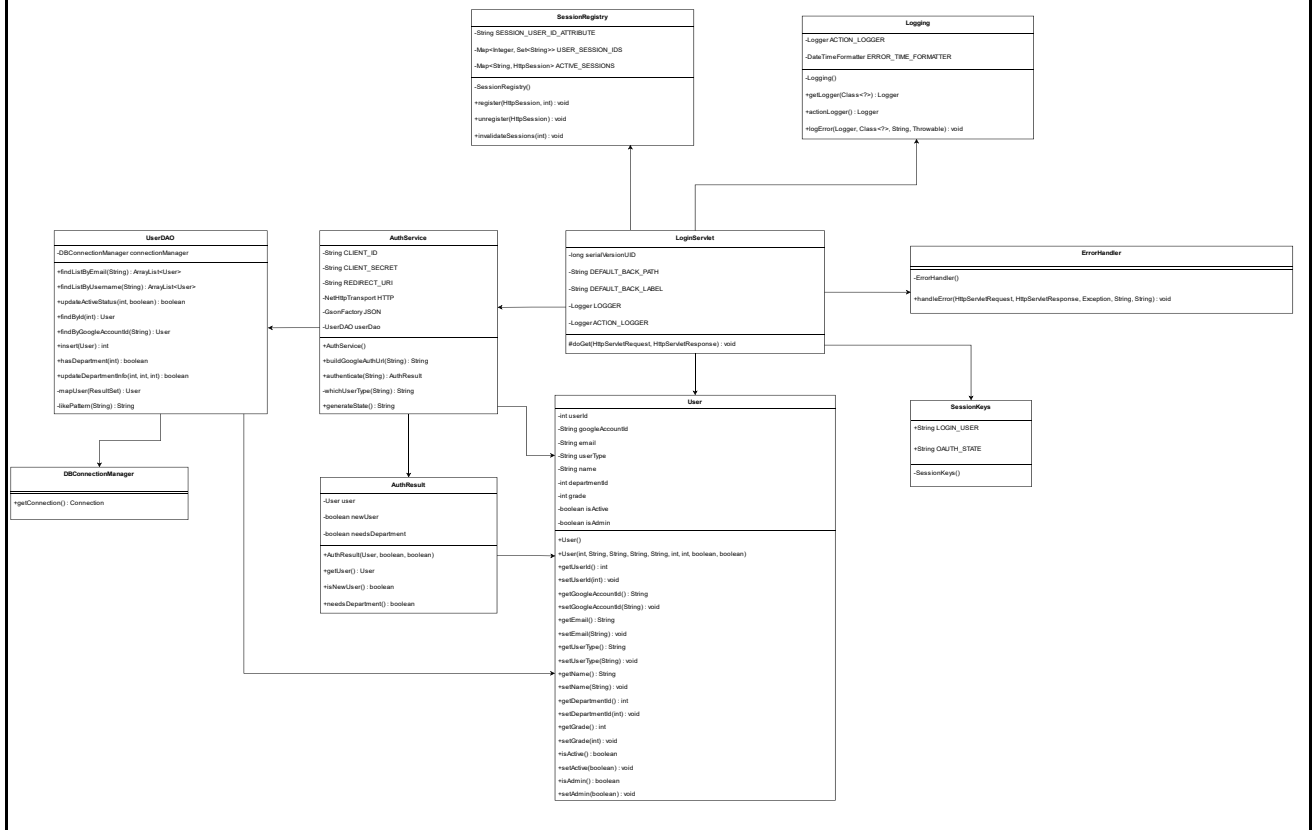 SessionRegistry
-String SESSION_USER_ID_ATTRIBUTE
-Map<Integer, Set<String>> USER_SESSION_IDS
-Map<String, HttpSession> ACTIVE_SESSIONS
-SessionRegistry()
+register(HttpSession, int) : void
+unregister(HttpSession) : void
+invalidateSessions(int) : void
Logging
-Logger ACTION_LOGGER
-DateTimeFormatter ERROR_TIME_FORMATTER
-Logging()
+getLogger(Class<?>) : Logger
+actionLogger() : Logger
+logError(Logger, Class<?>, String, Throwable) : void
UserDAO
-DBConnectionManager connectionManager
+findListByEmail(String) : ArrayList<User>
+findListByUsername(String) : ArrayList<User>
+updateActiveStatus(int, boolean) : boolean
+findById(int) : User
+findByGoogleAccountId(String) : User
+insert(User) : int
+hasDepartment(int) : boolean
+updateDepartmentInfo(int, int, int) : boolean
-mapUser(ResultSet) : User
-likePattern(String) : String
AuthService
-String CLIENT_ID
-String CLIENT_SECRET
-String REDIRECT_URI
-NetHttpTransport HTTP
-GsonFactory JSON
-UserDAO userDao
+AuthService()
+buildGoogleAuthUrl(String) : String
+authenticate(String) : AuthResult
-whichUserType(String) : String
+generateState() : String
LoginServlet
-long serialVersionUID
-String DEFAULT_BACK_PATH
-String DEFAULT_BACK_LABEL
-Logger LOGGER
-Logger ACTION_LOGGER
#doGet(HttpServletRequest, HttpServletResponse) : void
ErrorHandler
-ErrorHandler()
+handleError(HttpServletRequest, HttpServletResponse, Exception, String, String) : void
DBConnectionManager
+getConnection() : Connection
AuthResult
-User user
-boolean newUser
-boolean needsDepartment
+AuthResult(User, boolean, boolean)
+getUser() : User
+isNewUser() : boolean
+needsDepartment() : boolean
User
-int userId
-String googleAccountId
-String email
-String userType
-String name
-int departmentId
-int grade
-boolean isActive
-boolean isAdmin
+User()
+User(int, String, String, String, String, int, int, boolean, boolean)
+getUserId() : int
+setUserId(int) : void
+getGoogleAccountId() : String
+setGoogleAccountId(String) : void
+getEmail() : String
+setEmail(String) : void
+getUserType() : String
+setUserType(String) : void
+getName() : String
+setName(String) : void
+getDepartmentId() : int
+setDepartmentId(int) : void
+getGrade() : int
+setGrade(int) : void
+isActive() : boolean
+setActive(boolean) : void
+isAdmin() : boolean
+setAdmin(boolean) : void
SessionKeys
+String LOGIN_USER
+String OAUTH_STATE
-SessionKeys()